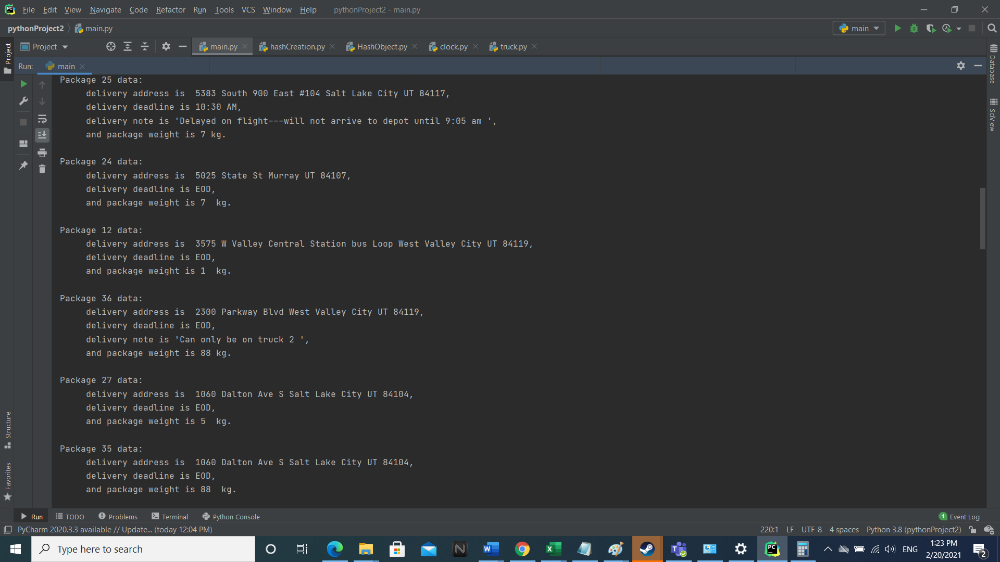 File Edit View Navigate Code Refactor Run Tools VCS Window Help pythonProject2 - main.py
pythonProject2 main.py main
Project main.py hashCreation.py HashObject.py clock.py truck.py
Project
Database
SciView
Structure
Favorites
Run: main
Package 25 data:
delivery address is  5383 South 900 East #104 Salt Lake City UT 84117,
delivery deadline is 10:30 AM,
delivery note is 'Delayed on flight---will not arrive to depot until 9:05 am ',
and package weight is 7 kg.
Package 24 data:
delivery address is  5025 State St Murray UT 84107,
delivery deadline is EOD,
and package weight is 7  kg.
Package 12 data:
delivery address is  3575 W Valley Central Station bus Loop West Valley City UT 84119,
delivery deadline is EOD,
and package weight is 1  kg.
Package 36 data:
delivery address is  2300 Parkway Blvd West Valley City UT 84119,
delivery deadline is EOD,
delivery note is 'Can only be on truck 2 ',
and package weight is 88 kg.
Package 27 data:
delivery address is  1060 Dalton Ave S Salt Lake City UT 84104,
delivery deadline is EOD,
and package weight is 5  kg.
Package 35 data:
delivery address is  1060 Dalton Ave S Salt Lake City UT 84104,
delivery deadline is EOD,
and package weight is 88  kg.
Run TODO Problems Terminal Python Console 1 Event Log
PyCharm 2020.3.3 available // Update... (today 12:04 PM) 220:1 LF UTF-8 4 spaces Python 3.8 (pythonProject2)
Type here to search ENG 1:23 PM
2/20/2021 2